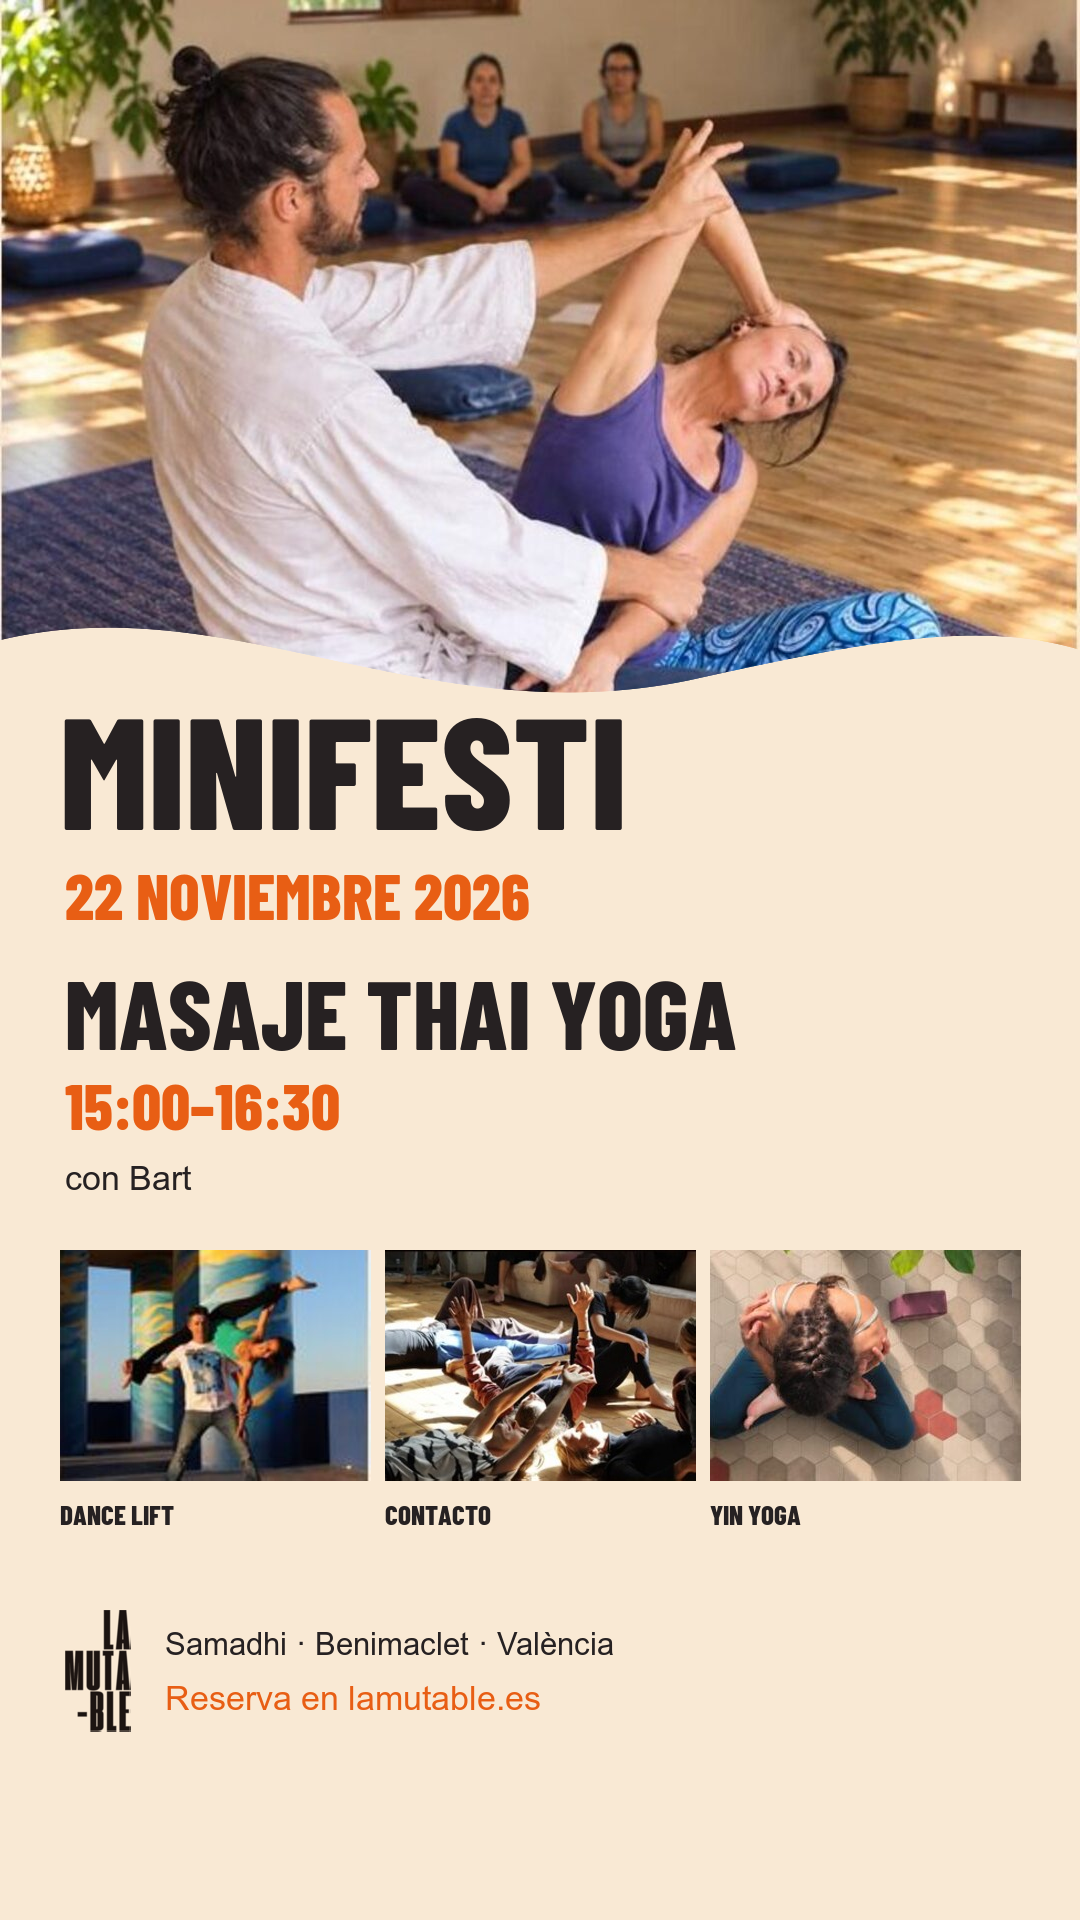 MINIFESTI
22 NOVIEMBRE 2026
MASAJE THAI YOGA
15:00–16:30
con Bart
DANCE LIFT
CONTACTO
YIN YOGA
LA
MUTA
-BLE
Samadhi · Benimaclet · València
Reserva en lamutable.es